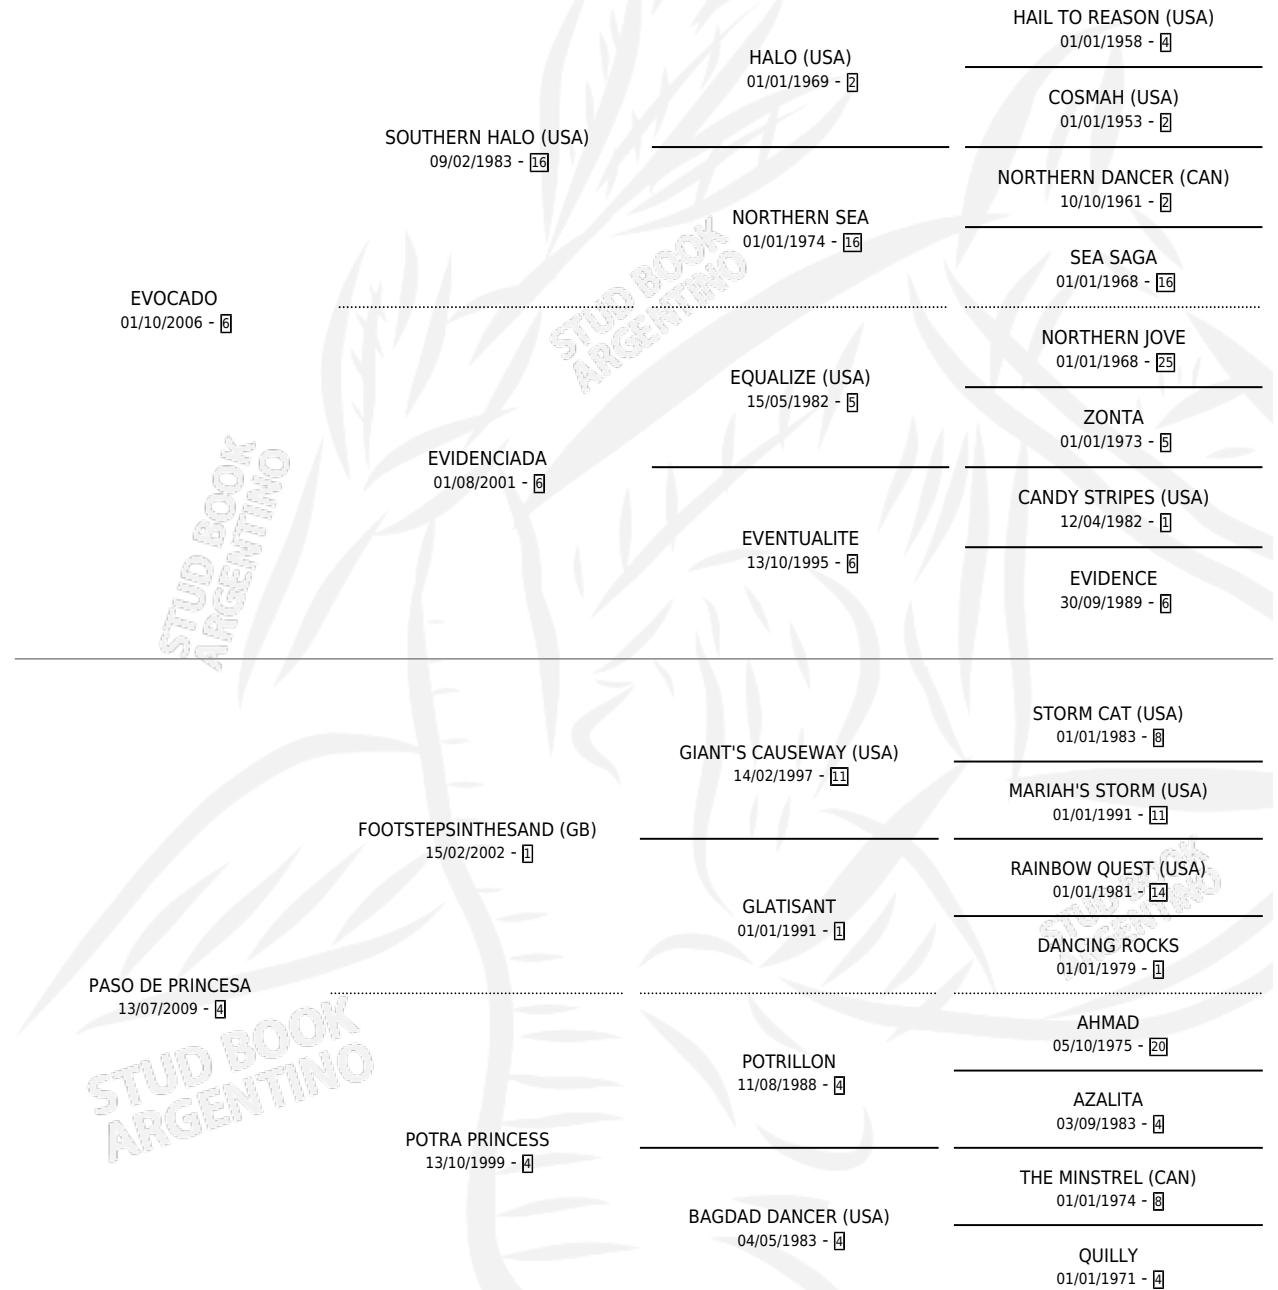 HAIL TO REASON (USA)
01/01/1958 - 4
HALO (USA)
01/01/1969 - 2
COSMAH (USA)
01/01/1953 - 2
SOUTHERN HALO (USA)
09/02/1983 - 16
NORTHERN DANCER (CAN)
10/10/1961 - 2
NORTHERN SEA
01/01/1974 - 16
SEA SAGA
01/01/1968 - 16
EVOCADO
01/10/2006 - 6
NORTHERN JOVE
01/01/1968 - 25
EQUALIZE (USA)
15/05/1982 - 5
ZONTA
01/01/1973 - 5
EVIDENCIADA
01/08/2001 - 6
CANDY STRIPES (USA)
12/04/1982 - 1
EVENTUALITE
13/10/1995 - 6
EVIDENCE
30/09/1989 - 6
STORM CAT (USA)
01/01/1983 - 8
GIANT'S CAUSEWAY (USA)
14/02/1997 - 11
MARIAH'S STORM (USA)
01/01/1991 - 11
FOOTSTEPSINTHESAND (GB)
15/02/2002 - 1
RAINBOW QUEST (USA)
01/01/1981 - 14
GLATISANT
01/01/1991 - 1
DANCING ROCKS
01/01/1979 - 1
PASO DE PRINCESA
13/07/2009 - 4
AHMAD
05/10/1975 - 20
POTRILLON
11/08/1988 - 4
AZALITA
03/09/1983 - 4
POTRA PRINCESS
13/10/1999 - 4
THE MINSTREL (CAN)
01/01/1974 - 8
BAGDAD DANCER (USA)
04/05/1983 - 4
QUILLY
01/01/1971 - 4
STUD BOOK
ARGENTINO
STUD BOOK
ARGENTINO
STUD BOOK
ARGENTINO
STUD BOOK
ARGENTINO